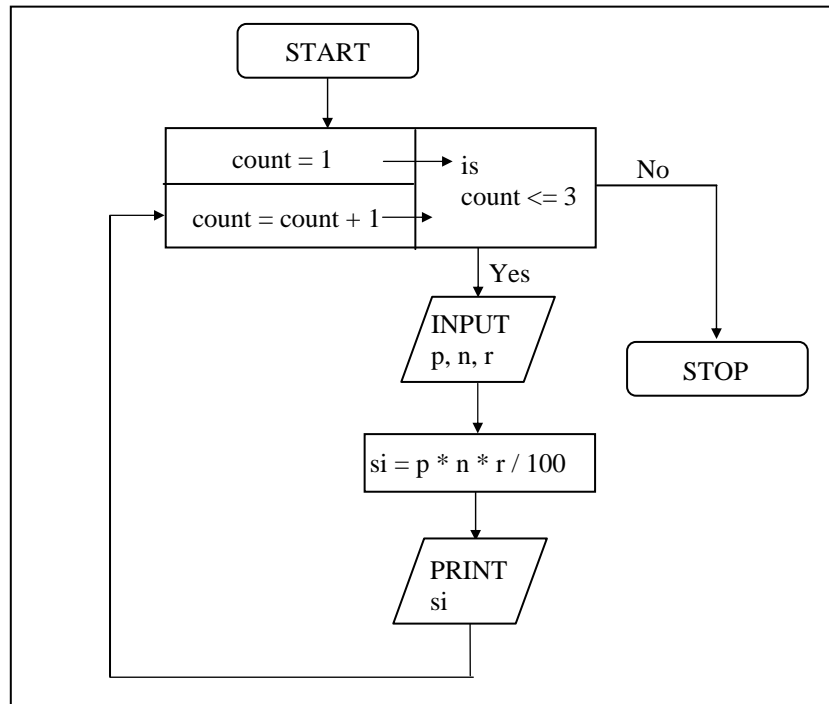 START
count = 1
is
count <= 3
No
count = count + 1
Yes
INPUT
p, n, r
STOP
si = p * n * r / 100
PRINT
si